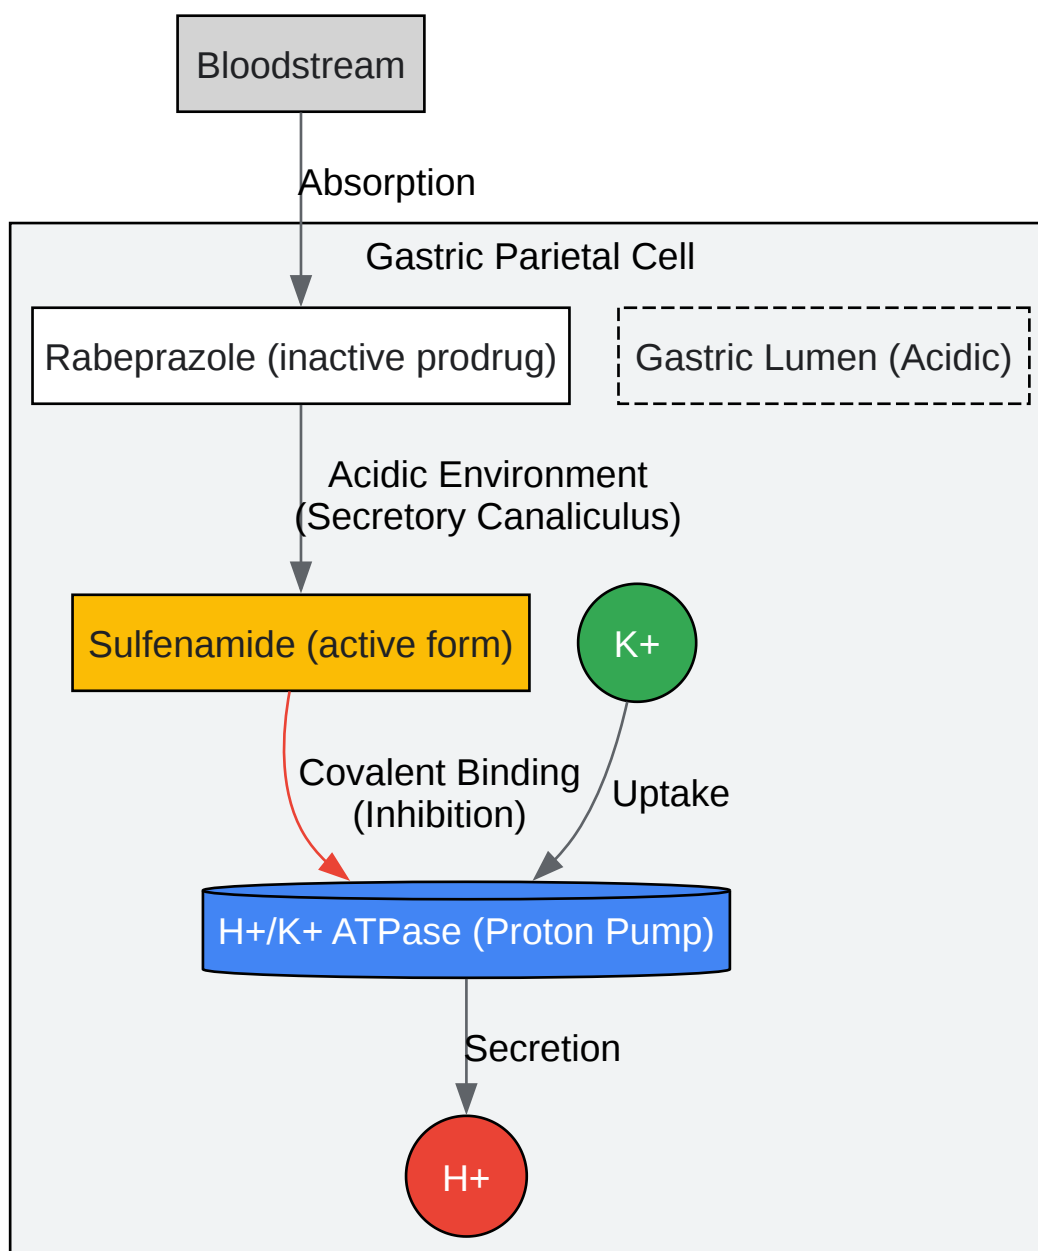 Bloodstream
Absorption
Gastric Parietal Cell
Rabeprazole (inactive prodrug)
Gastric Lumen (Acidic)
Acidic Environment
(Secretory Canaliculus)
Sulfenamide (active form)
K+
Covalent Binding
(Inhibition)
Uptake
H+/K+ ATPase (Proton Pump)
Secretion
H+